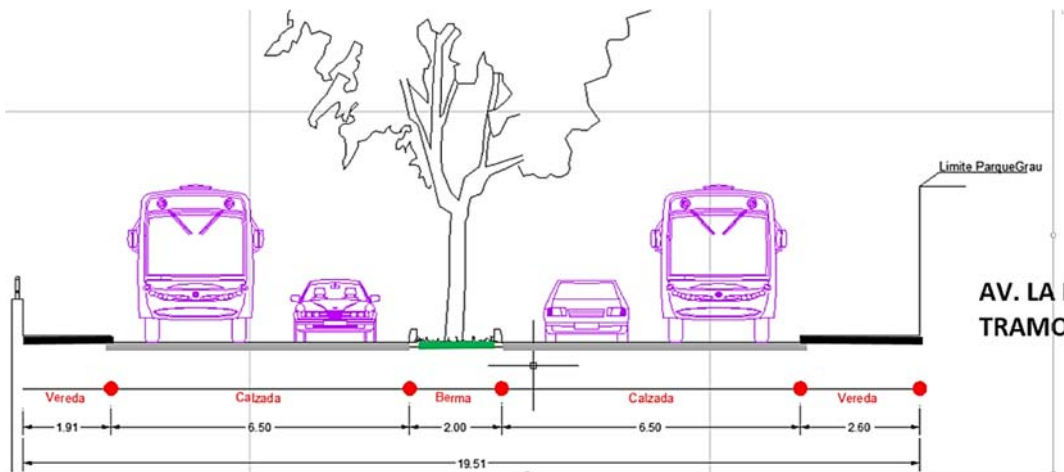 Limite ParqueGrau
AV. LA
TRAMO
Vereda Calzada Berma Calzada Vereda
1.91 6.50 2.00 6.50 2.60
19.51